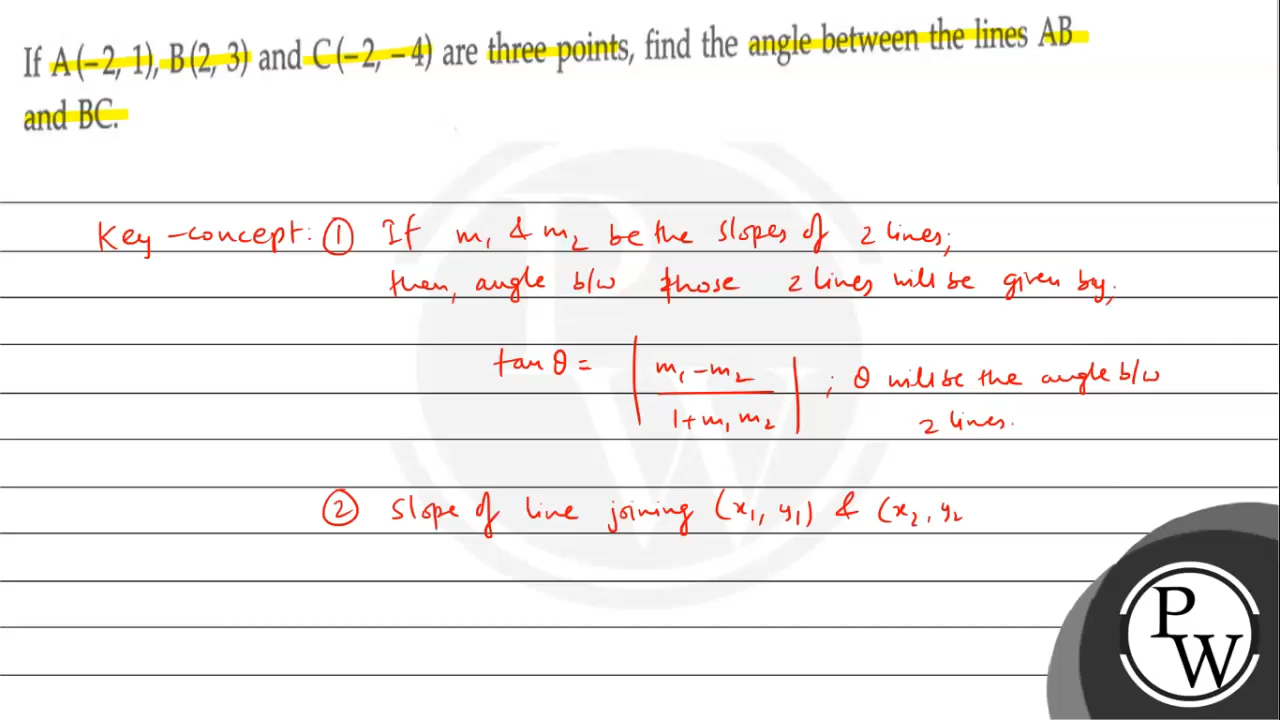 If A(−2, 1), B(2, 3) and C(−2, −4) are three points, find the angle between the lines AB
and BC.
Key-concept: ① If m₁ & m₂ be the slopes of 2 lines;
then, angle b/w those 2 lines will be given by;
tan θ = | (m₁ − m₂) / (1 + m₁ m₂) | ; θ will be the angle b/w
2 lines.
② Slope of line joining (x₁, y₁) & (x₂, y₂
PW
PW